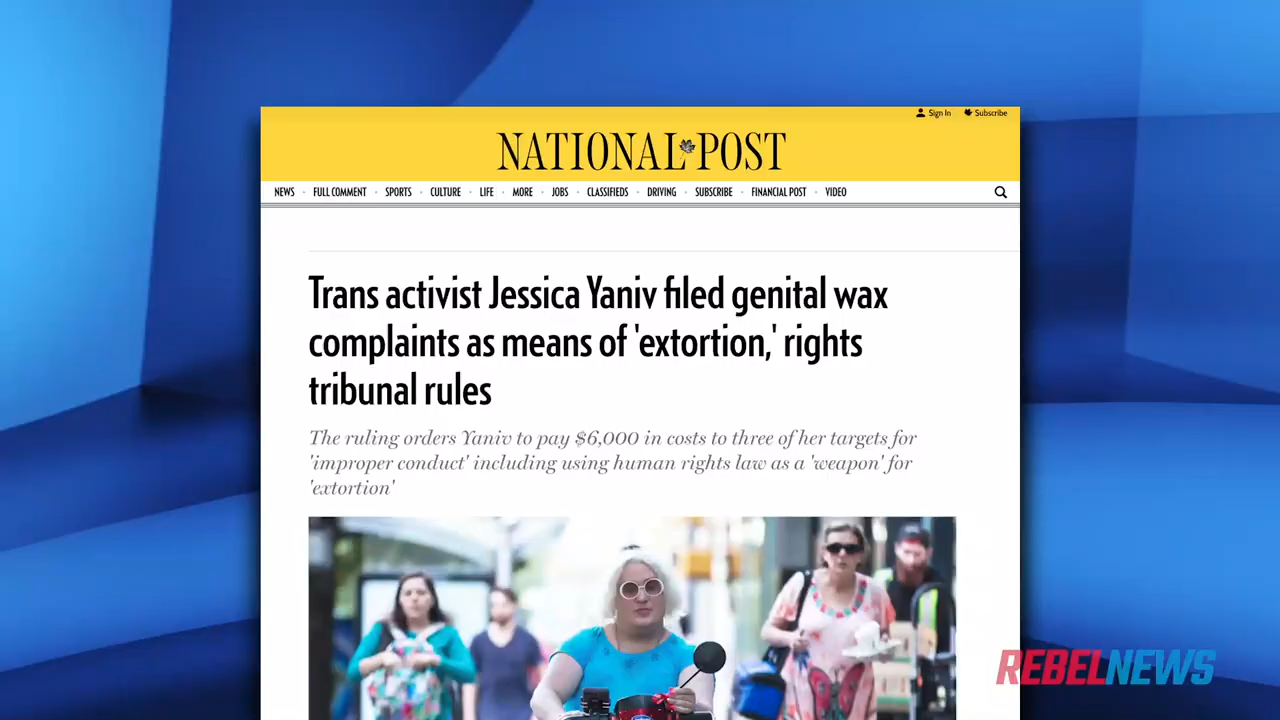 Sign In Subscribe
NATIONAL POST
NEWS FULL COMMENT SPORTS CULTURE LIFE MORE JOBS CLASSIFIEDS DRIVING SUBSCRIBE FINANCIAL POST VIDEO
Trans activist Jessica Yaniv filed genital wax
complaints as means of 'extortion,' rights
tribunal rules
The ruling orders Yaniv to pay $6,000 in costs to three of her targets for
'improper conduct' including using human rights law as a 'weapon' for
'extortion'
REBELNEWS